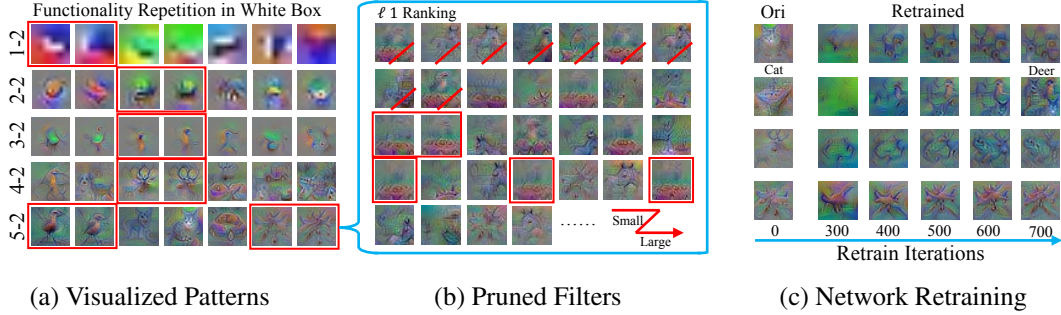 Functionality Repetition in White Box
1-2
2-2
3-2
4-2
5-2
(a) Visualized Patterns
ℓ 1 Ranking
......
Small
Large
(b) Pruned Filters
Ori
Retrained
Cat
Deer
0 300 400 500 600 700
Retrain Iterations
(c) Network Retraining